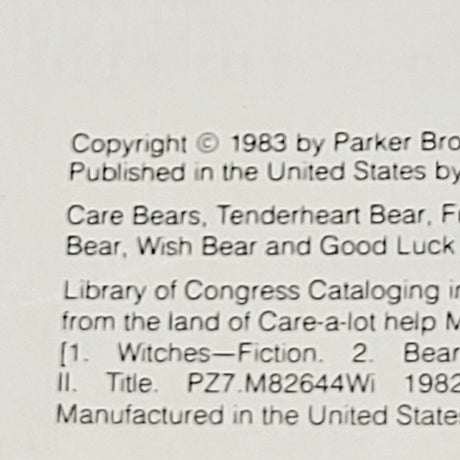 Copyright © 1983 by Parker Bro
Published in the United States by
Care Bears, Tenderheart Bear, F
Bear, Wish Bear and Good Luck
Library of Congress Cataloging i
from the land of Care-a-lot help M
[1. Witches—Fiction. 2. Bear
II. Title. PZ7.M82644Wi 1982
Manufactured in the United State